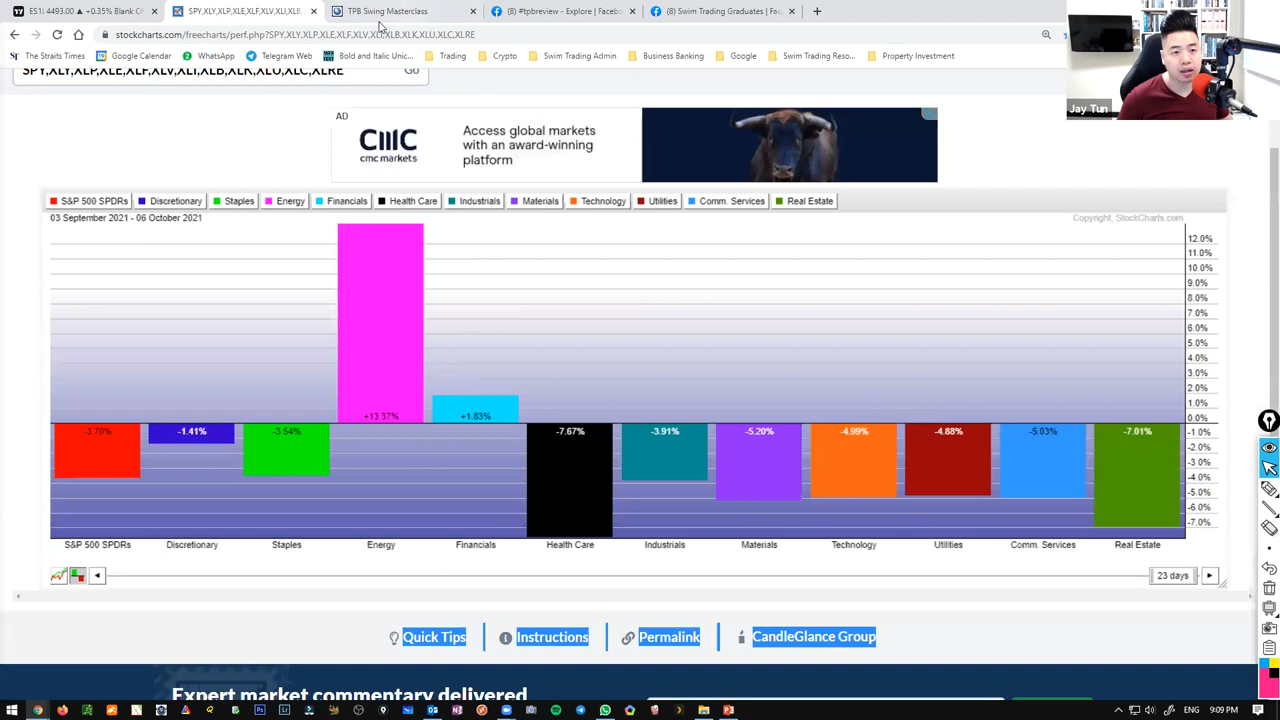 ES1! 4493.00 ▲ +0.35% Blank C
SPY,XLY,XLP,XLE,XLF,XLV,XLI,XLB
TPB Swing Masterclass
(8) #tpbreview - Explore | Faceb
(8) Swim Trading Graduates | Fa
stockcharts.com/freecharts/perf.php?SPY,XLY,XLP,XLE,XLF,XLV,XLI,XLB,XLK,XLU,XLC,XLRE
The Straits Times
Google Calendar
WhatsApp
Telegram Web
Bold and Italic Unic...
Trading
Crypto
Swim Trading Admin
Business Banking
Google
Swim Trading Reso...
Property Investment
Jay Tun
SPY,XLY,XLP,XLE,XLF,XLV,XLI,XLB,XLK,XLU,XLC,XLRE
GO
AD
CMC
cmc markets
Access global markets
with an award-winning
platform
S&P 500 SPDRs
Discretionary
Staples
Energy
Financials
Health Care
Industrials
Materials
Technology
Utilities
Comm. Services
Real Estate
03 September 2021 - 06 October 2021
Copyright, StockCharts.com
12.0%
11.0%
10.0%
9.0%
8.0%
7.0%
6.0%
5.0%
4.0%
3.0%
2.0%
1.0%
0.0%
-1.0%
-2.0%
-3.0%
-4.0%
-5.0%
-6.0%
-7.0%
-3.70%
-1.41%
-3.54%
+13.37%
+1.83%
-7.67%
-3.91%
-5.20%
-4.99%
-4.88%
-5.03%
-7.01%
S&P 500 SPDRs
Discretionary
Staples
Energy
Financials
Health Care
Industrials
Materials
Technology
Utilities
Comm. Services
Real Estate
23 days
Quick Tips
Instructions
Permalink
CandleGlance Group
Expert market commentary delivered
9:09 PM